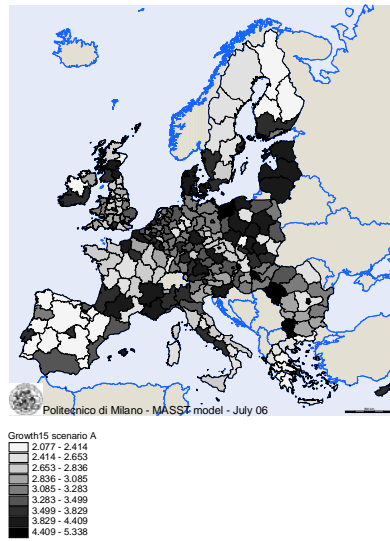 Politecnico di Milano - MASST model - July 06
Growth15 scenario A
2.077 - 2.414
2.414 - 2.653
2.653 - 2.836
2.836 - 3.085
3.085 - 3.283
3.283 - 3.499
3.499 - 3.829
3.829 - 4.409
4.409 - 5.338